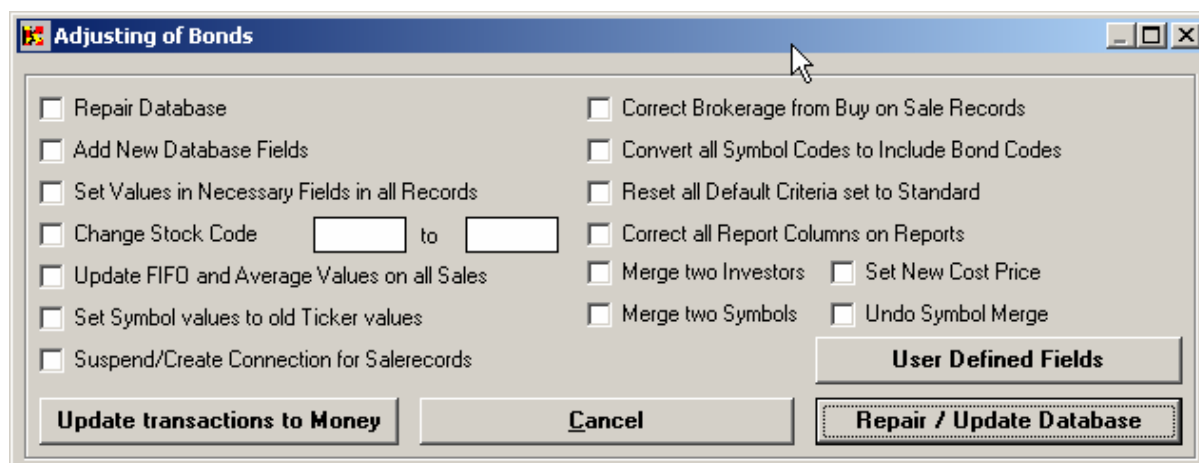 Adjusting of Bonds
Repair Database
Add New Database Fields
Set Values in Necessary Fields in all Records
Change Stock Code to
Update FIFO and Average Values on all Sales
Set Symbol values to old Ticker values
Suspend/Create Connection for Salerecords
Correct Brokerage from Buy on Sale Records
Convert all Symbol Codes to Include Bond Codes
Reset all Default Criteria set to Standard
Correct all Report Columns on Reports
Merge two Investors Set New Cost Price
Merge two Symbols Undo Symbol Merge
User Defined Fields
Update transactions to Money Cancel Repair / Update Database